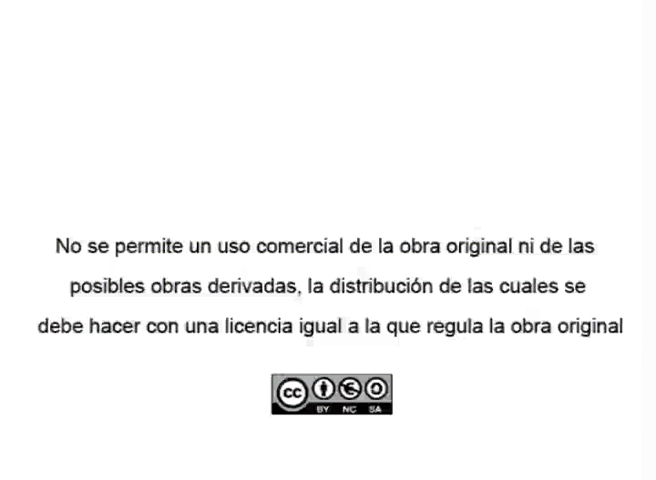 No se permite un uso comercial de la obra original ni de las
posibles obras derivadas, la distribución de las cuales se
debe hacer con una licencia igual a la que regula la obra original
cc
BY NC SA